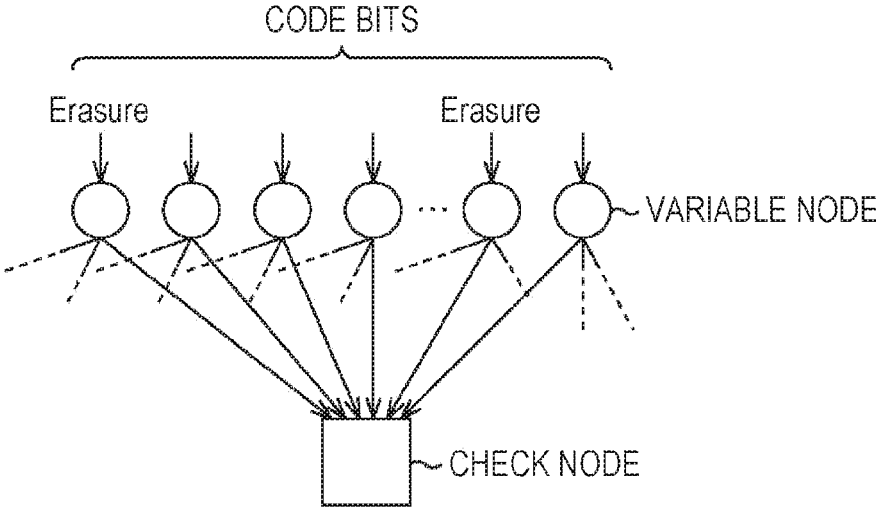 CODE BITS
Erasure
Erasure
...
VARIABLE NODE
CHECK NODE